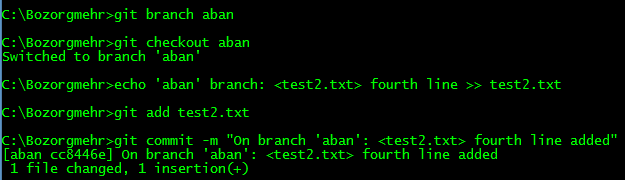 C:\Bozorgmehr>git branch aban
C:\Bozorgmehr>git checkout aban
Switched to branch 'aban'
C:\Bozorgmehr>echo 'aban' branch: <test2.txt> fourth line >> test2.txt
C:\Bozorgmehr>git add test2.txt
C:\Bozorgmehr>git commit -m "On branch 'aban': <test2.txt> fourth line added"
[aban cc8446e] On branch 'aban': <test2.txt> fourth line added
1 file changed, 1 insertion(+)